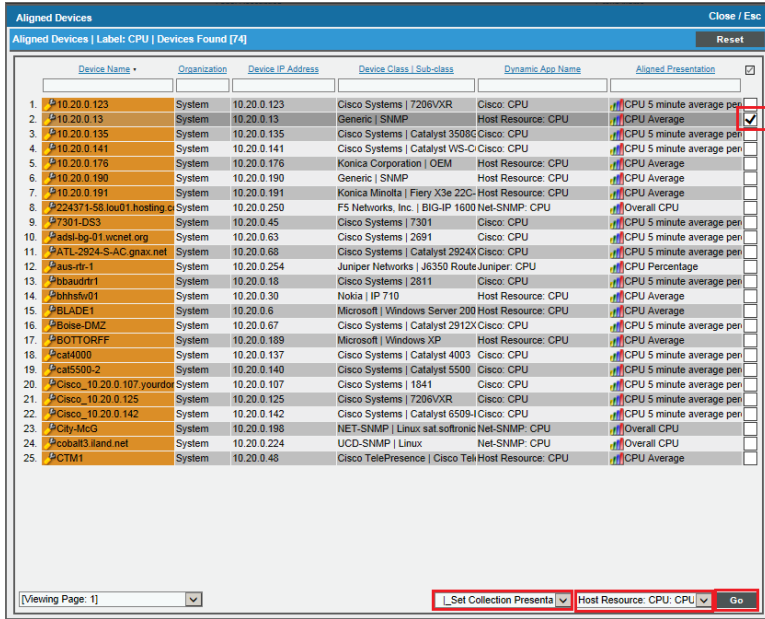 Aligned Devices Close / Esc
Aligned Devices | Label: CPU | Devices Found [74] Reset
Device Name • Organization Device IP Address Device Class | Sub-class Dynamic App Name Aligned Presentation
1. 10.20.0.123 System 10.20.0.123 Cisco Systems | 7206VXR Cisco: CPU CPU 5 minute average per
2. 10.20.0.13 System 10.20.0.13 Generic | SNMP Host Resource: CPU CPU Average
3. 10.20.0.135 System 10.20.0.135 Cisco Systems | Catalyst 3508G Cisco: CPU CPU 5 minute average per
4. 10.20.0.141 System 10.20.0.141 Cisco Systems | Catalyst WS-C Cisco: CPU CPU 5 minute average per
5. 10.20.0.176 System 10.20.0.176 Konica Corporation | OEM Host Resource: CPU CPU Average
6. 10.20.0.190 System 10.20.0.190 Generic | SNMP Host Resource: CPU CPU Average
7. 10.20.0.191 System 10.20.0.191 Konica Minolta | Fiery X3e 22C- Host Resource: CPU CPU Average
8. 224371-58.lou01.hosting.c System 10.20.0.250 F5 Networks, Inc. | BIG-IP 1600 Net-SNMP: CPU Overall CPU
9. 7301-DS3 System 10.20.0.45 Cisco Systems | 7301 Cisco: CPU CPU 5 minute average per
10. adsl-bg-01.wcnet.org System 10.20.0.63 Cisco Systems | 2691 Cisco: CPU CPU 5 minute average per
11. ATL-2924-S-AC.gnax.net System 10.20.0.68 Cisco Systems | Catalyst 2924X Cisco: CPU CPU 5 minute average per
12. aus-rtr-1 System 10.20.0.254 Juniper Networks | J6350 Route Juniper: CPU CPU Percentage
13. bbaudrtr1 System 10.20.0.18 Cisco Systems | 2811 Cisco: CPU CPU 5 minute average per
14. bhhsfw01 System 10.20.0.30 Nokia | IP 710 Host Resource: CPU CPU Average
15. BLADE1 System 10.20.0.6 Microsoft | Windows Server 200 Host Resource: CPU CPU Average
16. Boise-DMZ System 10.20.0.67 Cisco Systems | Catalyst 2912X Cisco: CPU CPU 5 minute average per
17. BOTTORFF System 10.20.0.189 Microsoft | Windows XP Host Resource: CPU CPU Average
18. cat4000 System 10.20.0.137 Cisco Systems | Catalyst 4003 Cisco: CPU CPU 5 minute average per
19. cat5500-2 System 10.20.0.140 Cisco Systems | Catalyst 5500 Cisco: CPU CPU 5 minute average per
20. Cisco_10.20.0.107.yourdor System 10.20.0.107 Cisco Systems | 1841 Cisco: CPU CPU 5 minute average per
21. Cisco_10.20.0.125 System 10.20.0.125 Cisco Systems | 7206VXR Cisco: CPU CPU 5 minute average per
22. Cisco_10.20.0.142 System 10.20.0.142 Cisco Systems | Catalyst 6509-I Cisco: CPU CPU 5 minute average per
23. City-McG System 10.20.0.198 NET-SNMP | Linux sat.softronic Net-SNMP: CPU Overall CPU
24. cobalt3.iland.net System 10.20.0.224 UCD-SNMP | Linux Net-SNMP: CPU Overall CPU
25. CTM1 System 10.20.0.48 Cisco TelePresence | Cisco Tel Host Resource: CPU CPU Average
[Viewing Page: 1] |_Set Collection Presenta Host Resource: CPU: CPU Go